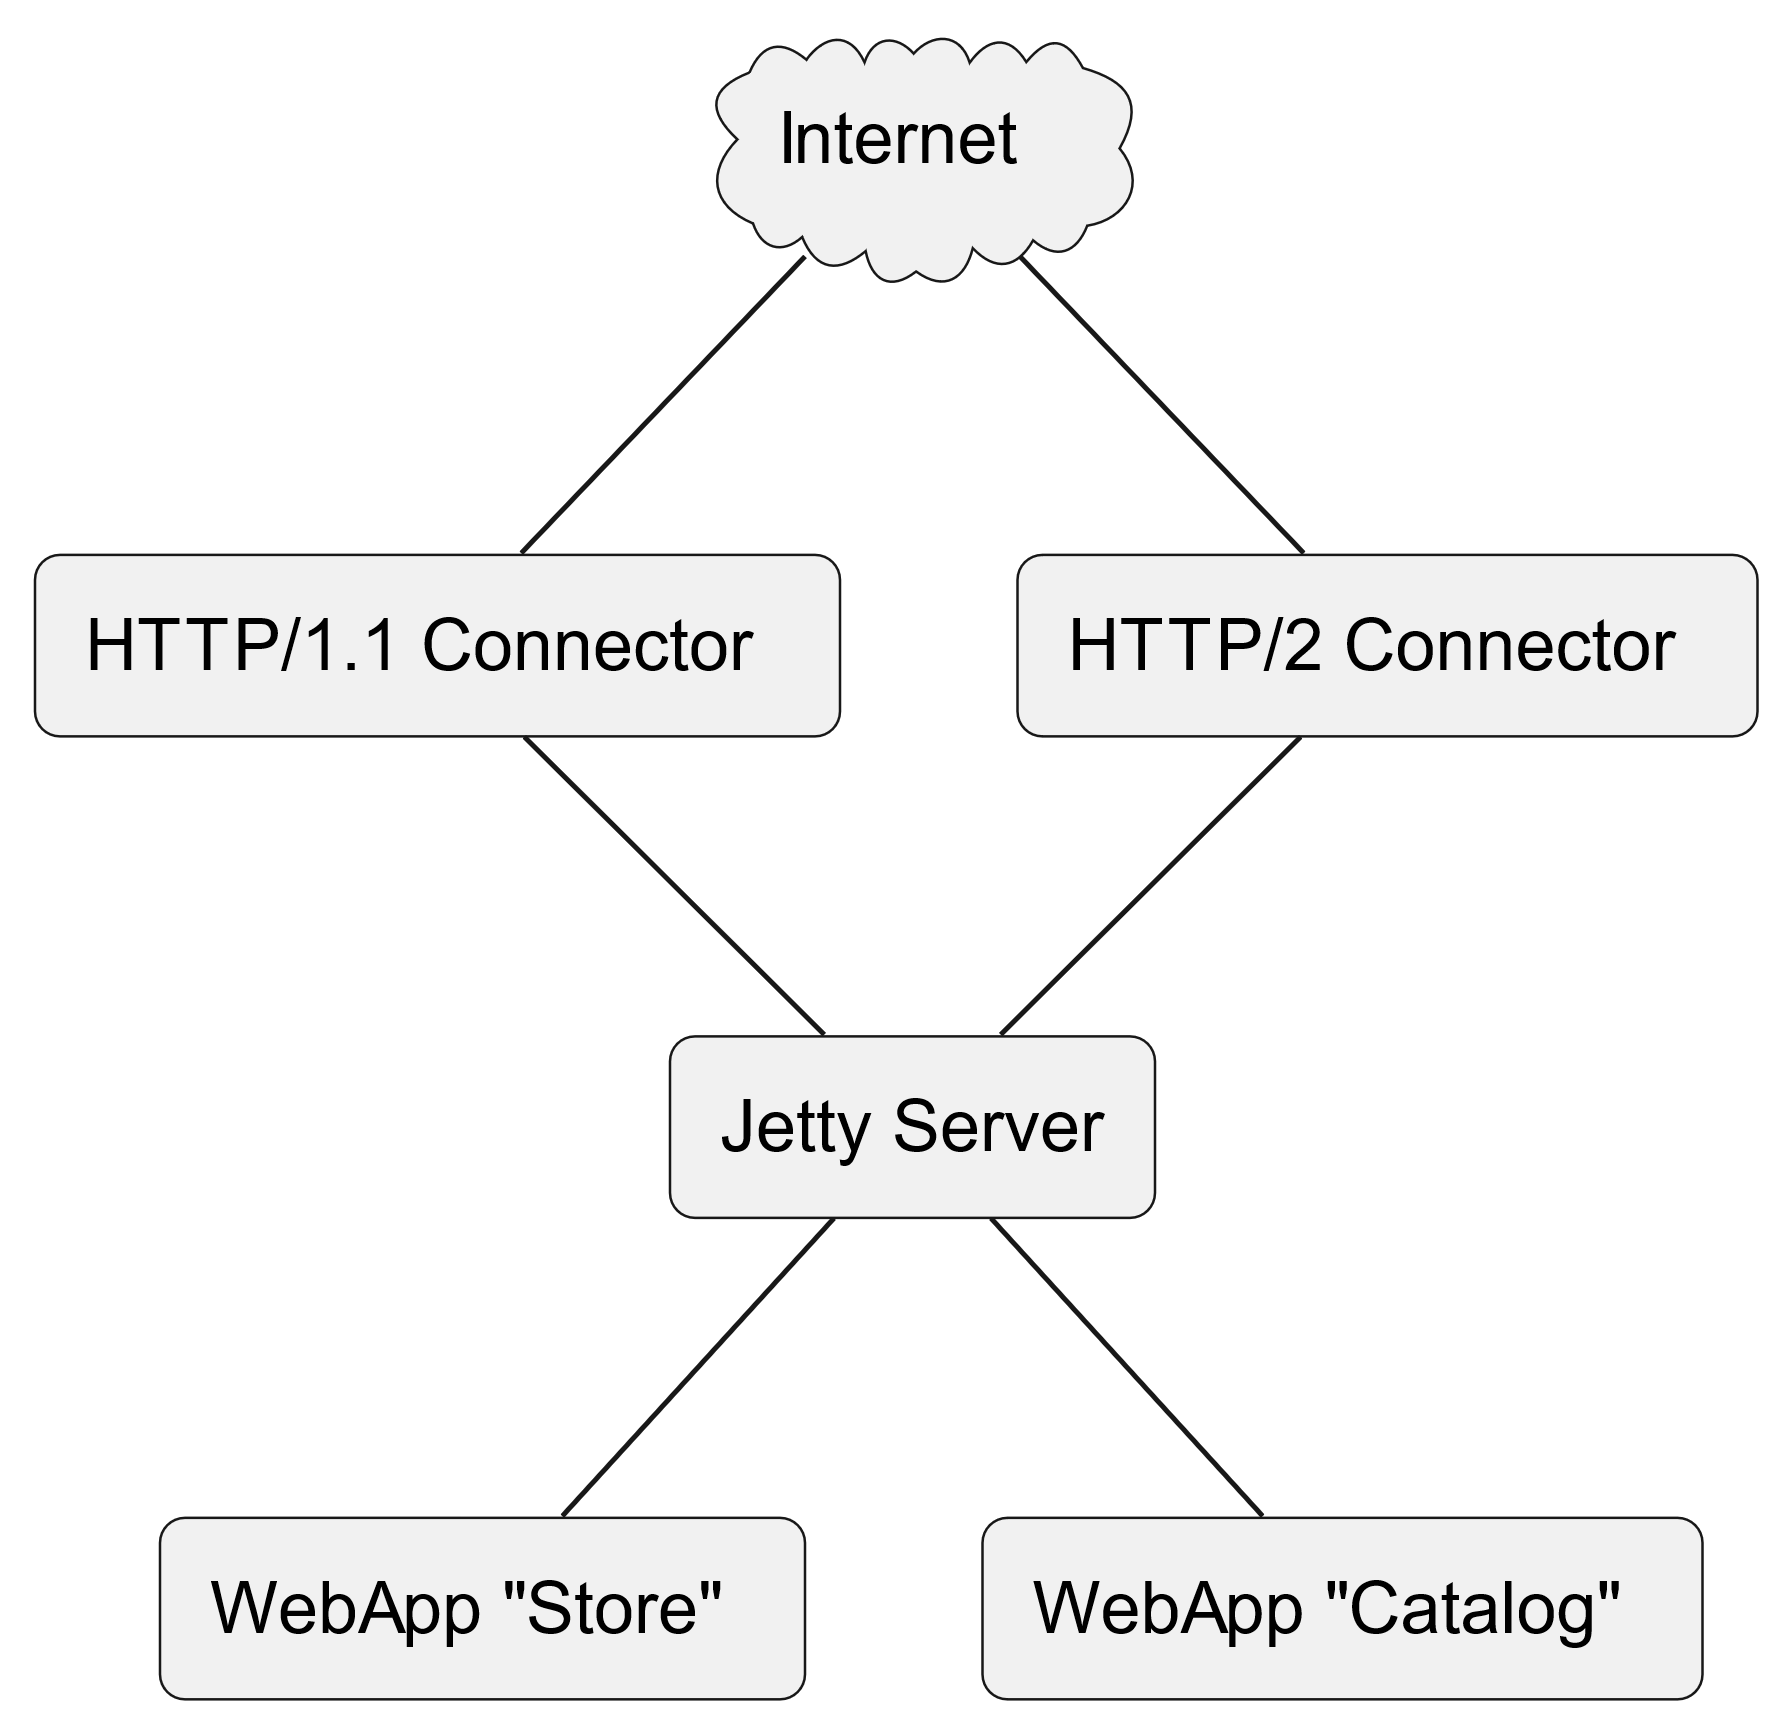 Internet
HTTP/1.1 Connector
HTTP/2 Connector
Jetty Server
WebApp "Store"
WebApp "Catalog"